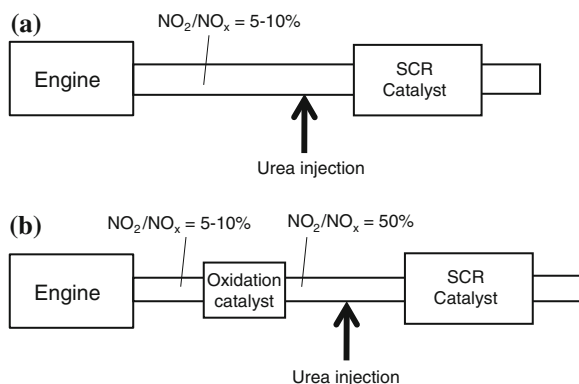 (a)
NO₂/NOₓ = 5-10%
Engine
SCR
Catalyst
Urea injection
(b)
NO₂/NOₓ = 5-10%
NO₂/NOₓ = 50%
Engine
Oxidation
catalyst
SCR
Catalyst
Urea injection